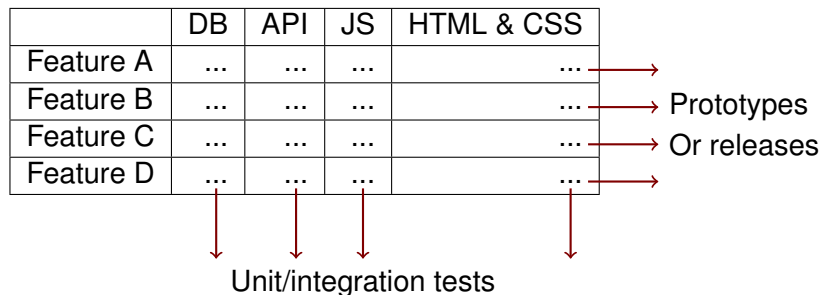 DB API JS HTML & CSS
Feature A ... ... ... ...
Feature B ... ... ... ... Prototypes
Feature C ... ... ... ... Or releases
Feature D ... ... ... ...
Unit/integration tests